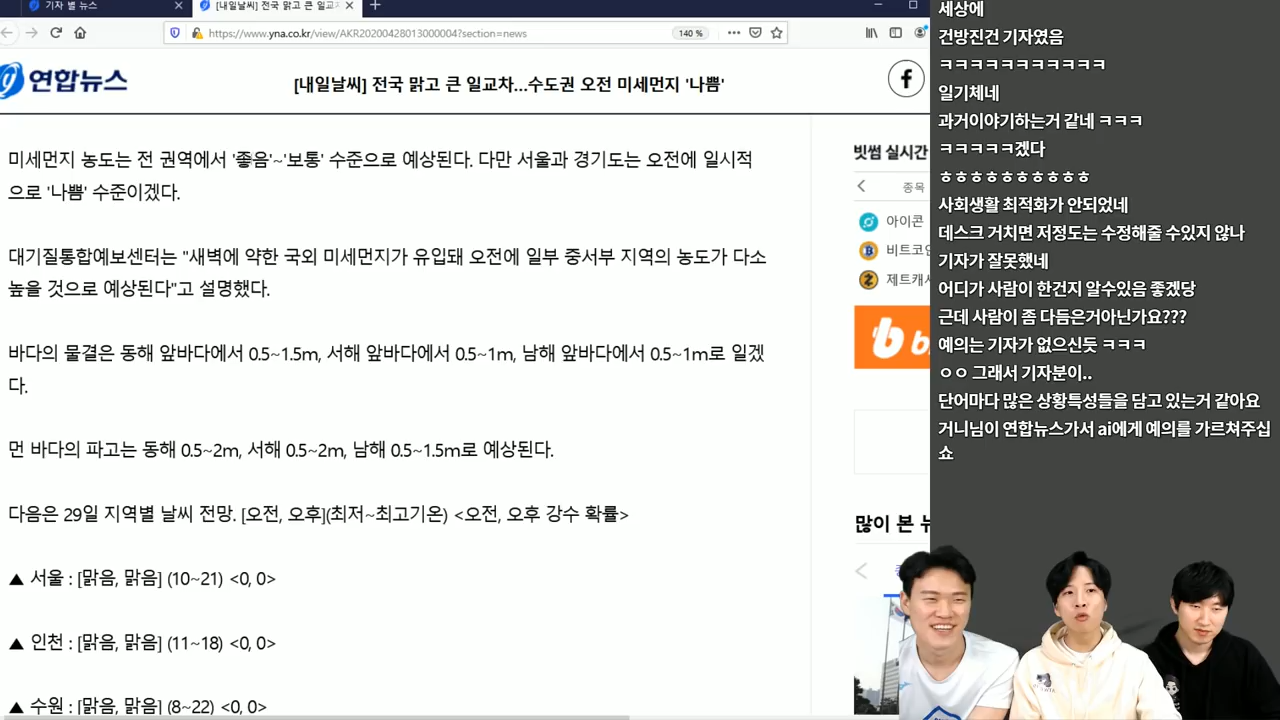 기자 별 뉴스
[내일날씨] 전국 맑고 큰 일교차
https://www.yna.co.kr/view/AKR20200428013000004?section=news
140 %
연합뉴스
[내일날씨] 전국 맑고 큰 일교차...수도권 오전 미세먼지 '나쁨'
미세먼지 농도는 전 권역에서 '좋음'~'보통' 수준으로 예상된다. 다만 서울과 경기도는 오전에 일시적
으로 '나쁨' 수준이겠다.
대기질통합예보센터는 "새벽에 약한 국외 미세먼지가 유입돼 오전에 일부 중서부 지역의 농도가 다소
높을 것으로 예상된다"고 설명했다.
바다의 물결은 동해 앞바다에서 0.5~1.5m, 서해 앞바다에서 0.5~1m, 남해 앞바다에서 0.5~1m로 일겠
다.
먼 바다의 파고는 동해 0.5~2m, 서해 0.5~2m, 남해 0.5~1.5m로 예상된다.
다음은 29일 지역별 날씨 전망. [오전, 오후](최저~최고기온) <오전, 오후 강수 확률>
▲ 서울 : [맑음, 맑음] (10~21) <0, 0>
▲ 인천 : [맑음, 맑음] (11~18) <0, 0>
▲ 수원 : [맑음, 맑음] (8~22) <0, 0>
빗썸 실시간
종목
아이콘
비트코인
제트캐시
b
많이 본 뉴
세상에
건방진건 기자였음
ㅋㅋㅋㅋㅋㅋㅋㅋㅋㅋㅋ
일기체네
과거이야기하는거 같네 ㅋㅋㅋ
ㅋㅋㅋㅋㅋ겠다
ㅎㅎㅎㅎㅎㅎㅎㅎㅎㅎ
사회생활 최적화가 안되었네
데스크 거치면 저정도는 수정해줄 수있지 않나
기자가 잘못했네
어디가 사람이 한건지 알수있음 좋겠당
근데 사람이 좀 다듬은거아닌가요???
예의는 기자가 없으신듯 ㅋㅋㅋ
ㅇㅇ 그래서 기자분이..
단어마다 많은 상황특성들을 담고 있는거 같아요
거니님이 연합뉴스가서 ai에게 예의를 가르쳐주십
쇼